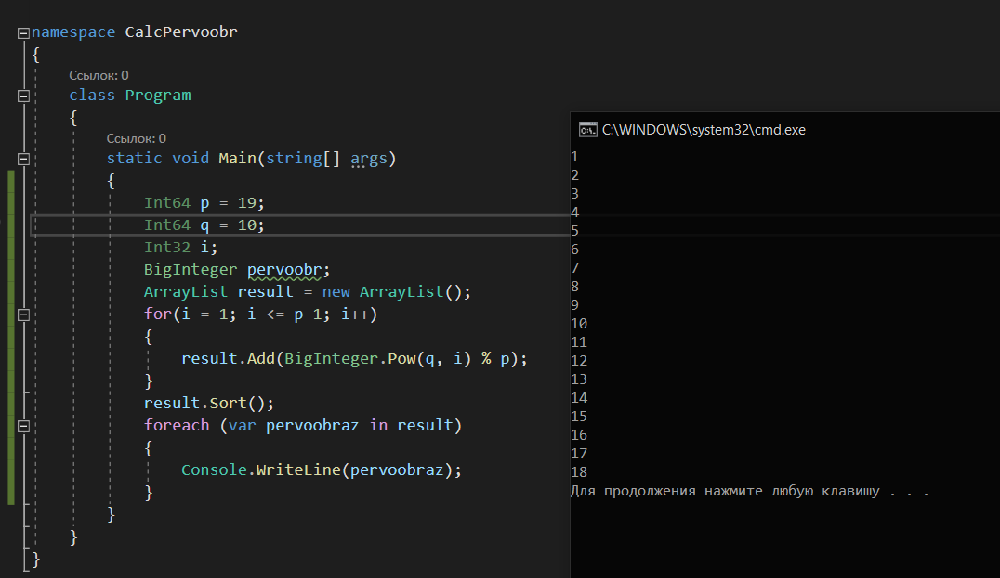 namespace CalcPervoobr
{
Ссылок: 0
class Program
{
Ссылок: 0
static void Main(string[] args)
{
Int64 p = 19;
Int64 q = 10;
Int32 i;
BigInteger pervoobr;
ArrayList result = new ArrayList();
for(i = 1; i <= p-1; i++)
{
result.Add(BigInteger.Pow(q, i) % p);
}
result.Sort();
foreach (var pervoobraz in result)
{
Console.WriteLine(pervoobraz);
}
}
}
}
C:\WINDOWS\system32\cmd.exe
1
2
3
4
5
6
7
8
9
10
11
12
13
14
15
16
17
18
Для продолжения нажмите любую клавишу . . .